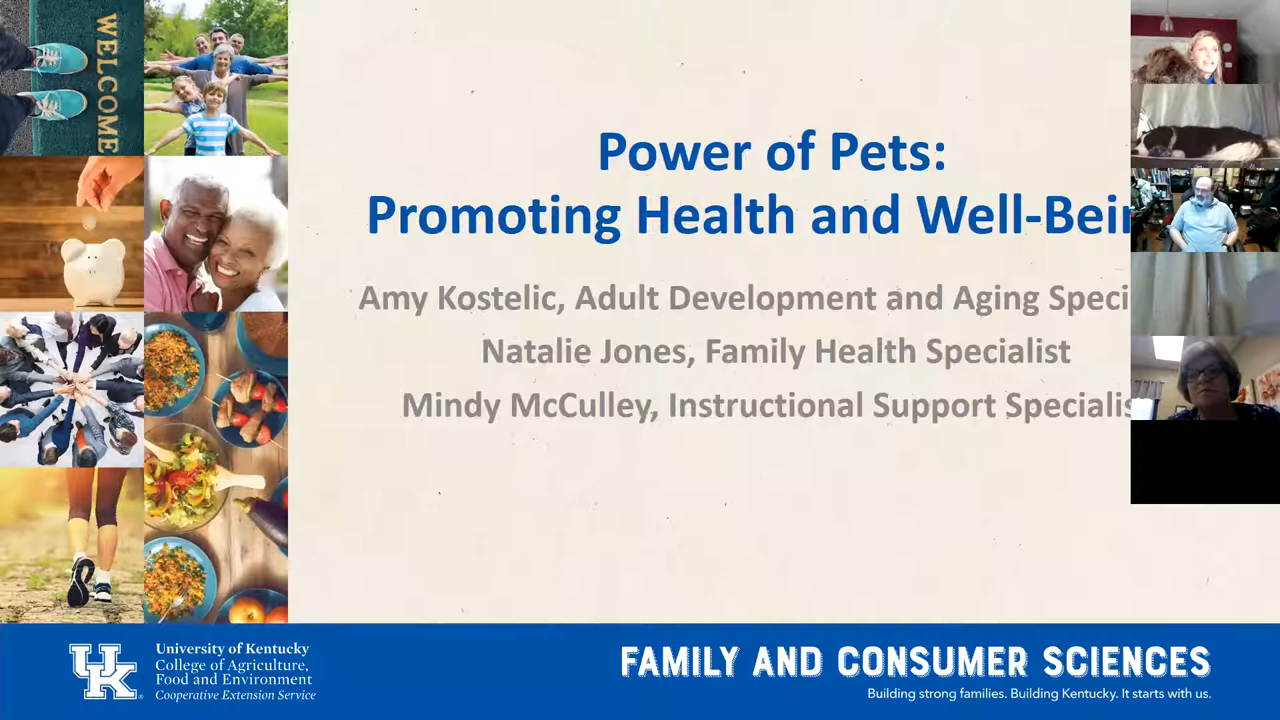 WELCOME
Power of Pets:
Promoting Health and Well-Bein
Amy Kostelic, Adult Development and Aging Speci
Natalie Jones, Family Health Specialist
Mindy McCulley, Instructional Support Specialis
UK
University of Kentucky
College of Agriculture,
Food and Environment
Cooperative Extension Service
FAMILY AND CONSUMER SCIENCES
Building strong families. Building Kentucky. It starts with us.